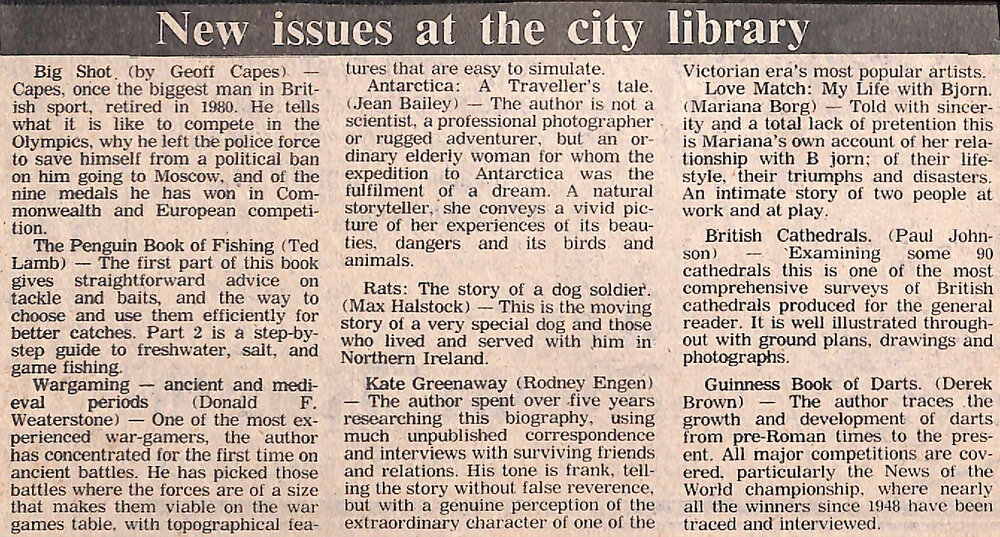 New issues at the city library
Big Shot. (by Geoff Capes) —
Capes, once the biggest man in Brit-
ish sport, retired in 1980. He tells
what it is like to compete in the
Olympics, why he left the police force
to save himself from a political ban
on him going to Moscow, and of the
nine medals he has won in Com-
monwealth and European competi-
tion.
The Penguin Book of Fishing (Ted
Lamb) — The first part of this book
gives straightforward advice on
tackle and baits, and the way to
choose and use them efficiently for
better catches. Part 2 is a step-by-
step guide to freshwater, salt, and
game fishing.
Wargaming — ancient and medi-
eval periods (Donald F.
Weaterstone) — One of the most ex-
perienced war-gamers, the author
has concentrated for the first time on
ancient battles. He has picked those
battles where the forces are of a size
that makes them viable on the war
games table, with topographical fea-
tures that are easy to simulate.
Antarctica: A Traveller's tale.
(Jean Bailey) — The author is not a
scientist, a professional photographer
or rugged adventurer, but an or-
dinary elderly woman for whom the
expedition to Antarctica was the
fulfilment of a dream. A natural
storyteller, she conveys a vivid pic-
ture of her experiences of its beau-
ties, dangers and its birds and
animals.
Rats: The story of a dog soldier.
(Max Halstock) — This is the moving
story of a very special dog and those
who lived and served with him in
Northern Ireland.
Kate Greenaway (Rodney Engen)
— The author spent over five years
researching this biography, using
much unpublished correspondence
and interviews with surviving friends
and relations. His tone is frank, tell-
ing the story without false reverence,
but with a genuine perception of the
extraordinary character of one of the
Victorian era's most popular artists.
Love Match: My Life with Bjorn.
(Mariana Borg) — Told with sincer-
ity and a total lack of pretention this
is Mariana's own account of her rela-
tionship with B jorn; of their life-
style, their triumphs and disasters.
An intimate story of two people at
work and at play.
British Cathedrals. (Paul John-
son) — Examining some 90
cathedrals this is one of the most
comprehensive surveys of British
cathedrals produced for the general
reader. It is well illustrated through-
out with ground plans, drawings and
photographs.
Guinness Book of Darts. (Derek
Brown) — The author traces the
growth and development of darts
from pre-Roman times to the pres-
ent. All major competitions are cov-
ered, particularly the News of the
World championship, where nearly
all the winners since 1948 have been
traced and interviewed.